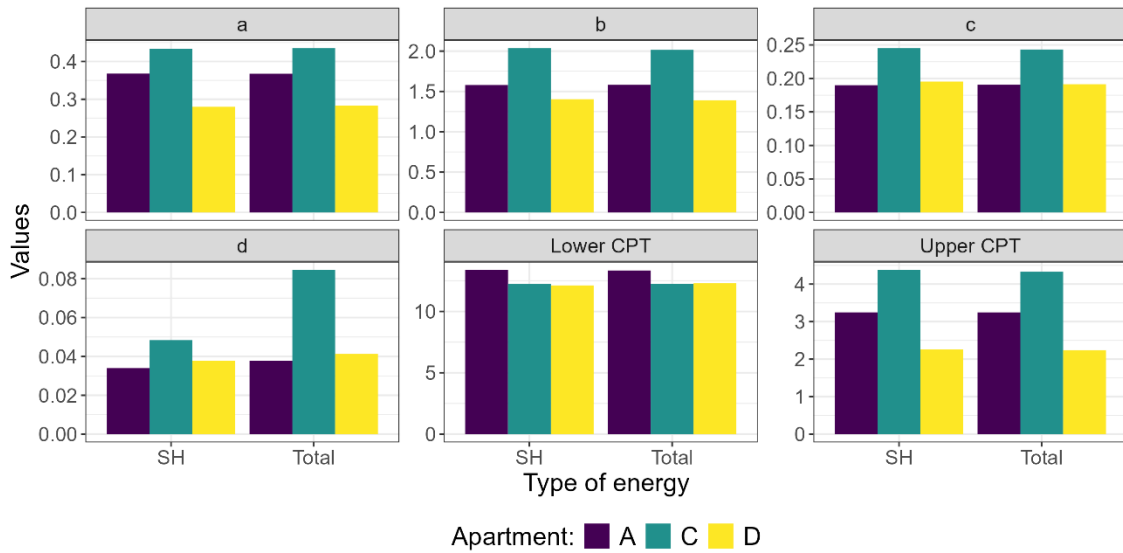 a
b
c
0.4
0.3
0.2
0.1
0.0
2.0
1.5
1.0
0.5
0.0
0.25
0.20
0.15
0.10
0.05
0.00
Values
d
Lower CPT
Upper CPT
0.08
0.06
0.04
0.02
0.00
10
5
0
4
3
2
1
0
SH Total
SH Total
SH Total
Type of energy
Apartment: A C D